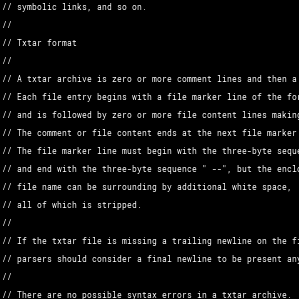 // symbolic links, and so on.
//
// Txtar format
//
// A txtar archive is zero or more comment lines and then a
// Each file entry begins with a file marker line of the
// and is followed by zero or more file content lines making
// The comment or file content ends at the next file marker
// The file marker line must begin with the three-byte
// and end with the three-byte sequence " --", but the
// file name can be surrounding by additional white space,
// all of which is stripped.
//
// If the txtar file is missing a trailing newline on the
// parsers should consider a final newline to be present
//
// There are no possible syntax errors in a txtar archive.